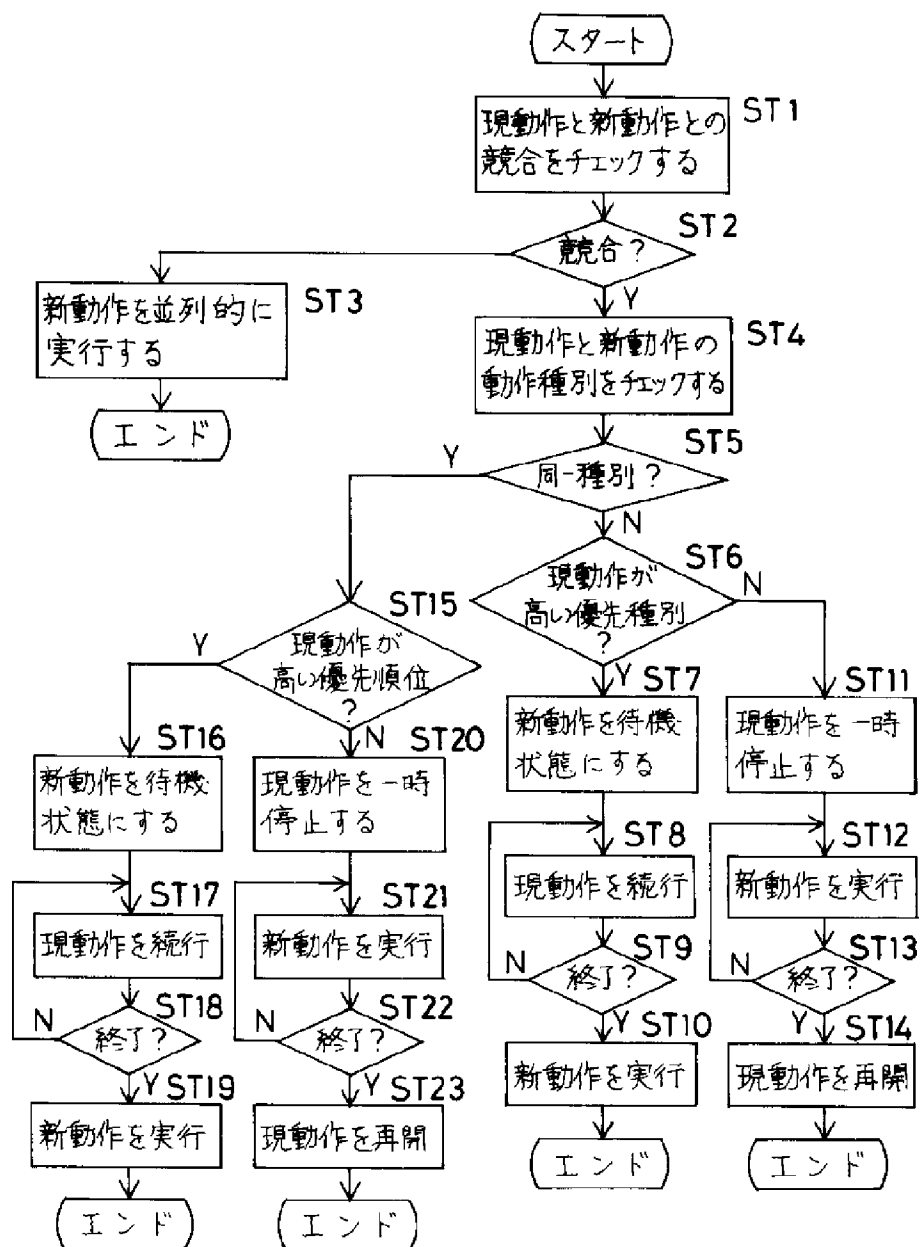 スタート
ST1
現動作と新動作との
競合をチェックする
ST2
競合?
ST3
新動作を並列的に
実行する
エンド
Y
ST4
現動作と新動作の
動作種別をチェックする
ST5
同一種別?
Y
N
ST6
現動作が
高い優先種別
?
N
ST15
現動作が
高い優先順位
?
Y
Y
ST7
新動作を待機
状態にする
ST11
現動作を一時
停止する
ST16
新動作を待機
状態にする
N
ST20
現動作を一時
停止する
ST8
現動作を続行
ST12
新動作を実行
ST17
現動作を続行
ST21
新動作を実行
ST9
終了?
N
ST13
終了?
N
ST18
終了?
N
ST22
終了?
N
Y
ST10
新動作を実行
Y
ST14
現動作を再開
Y
ST19
新動作を実行
Y
ST23
現動作を再開
エンド
エンド
エンド
エンド